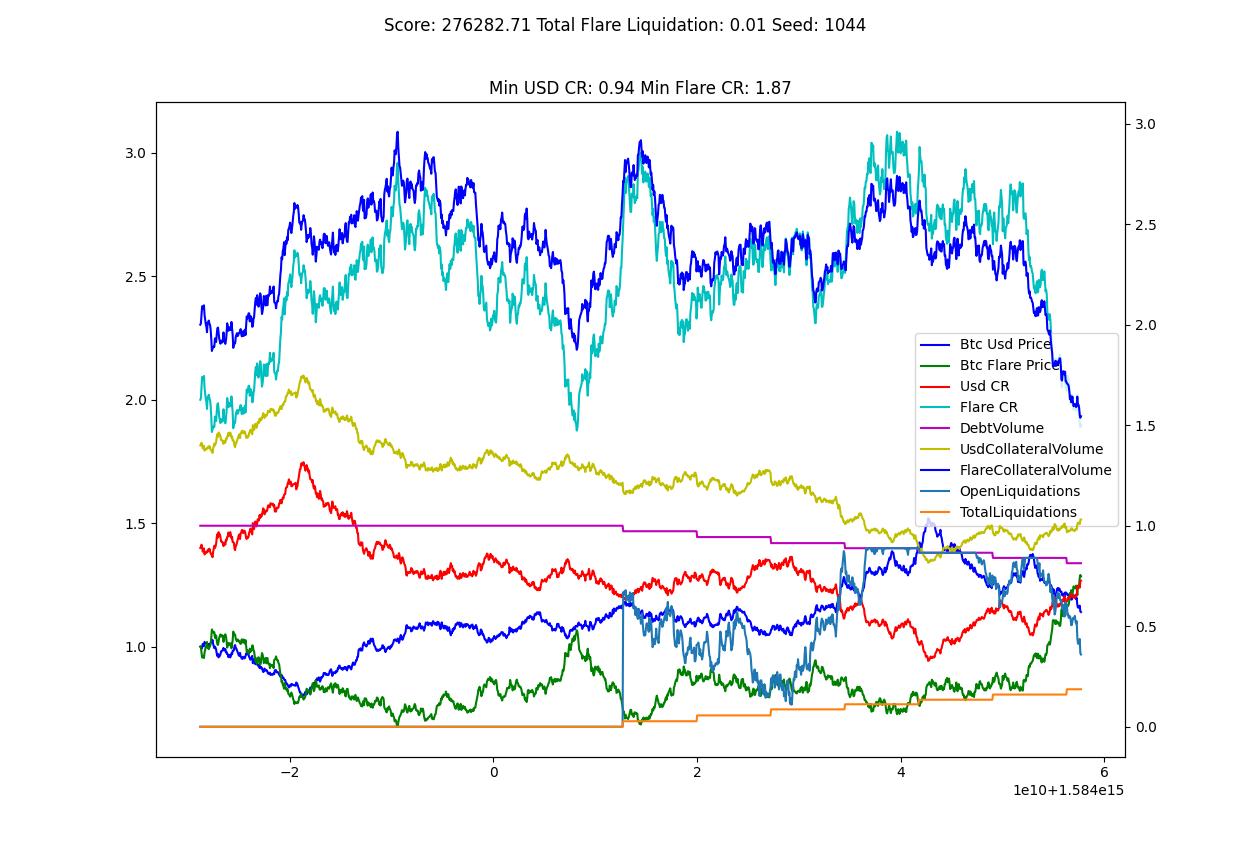 Score: 276282.71 Total Flare Liquidation: 0.01 Seed: 1044
Min USD CR: 0.94 Min Flare CR: 1.87
3.0
2.5
2.0
1.5
1.0
3.0
2.5
2.0
1.5
1.0
0.5
0.0
Btc Usd Price
Btc Flare Price
Usd CR
Flare CR
DebtVolume
UsdCollateralVolume
FlareCollateralVolume
OpenLiquidations
TotalLiquidations
−2 0 2 4 6
1e10+1.584e15